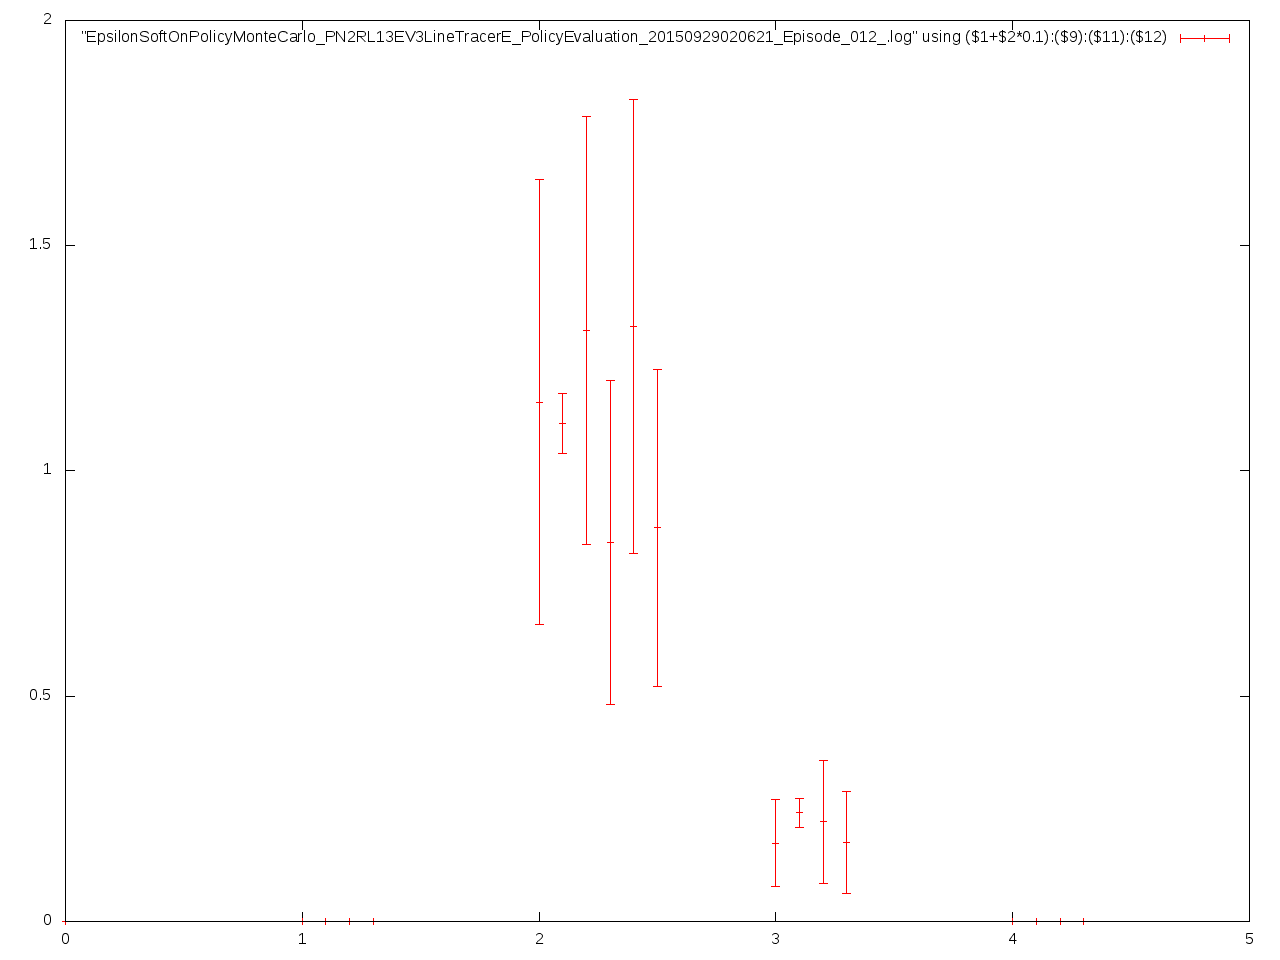 2
"EpsilonSoftOnPolicyMonteCarlo_PN2RL13EV3LineTracerE_PolicyEvaluation_20150929020621_Episode_012_.log" using ($1+$2*0.1):($9):($11):($12)
1.5
1
0.5
0
0 1 2 3 4 5